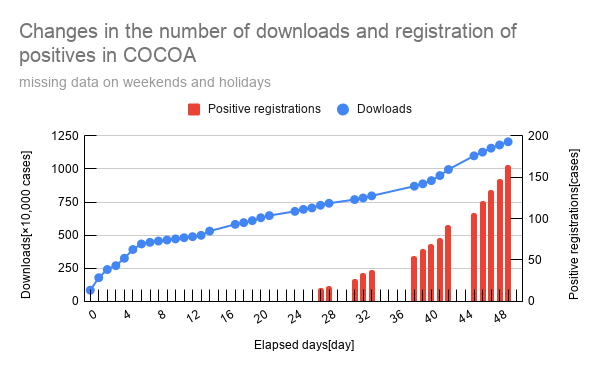 Changes in the number of downloads and registration of
positives in COCOA
missing data on weekends and holidays
Positive registrations
Dowloads
1250
1000
750
500
250
0
200
150
100
50
0
Downloads[×10,000 cases]
Positive registrations[cases]
0 4 8 12 16 20 24 28 32 36 40 44 48
Elapsed days[day]